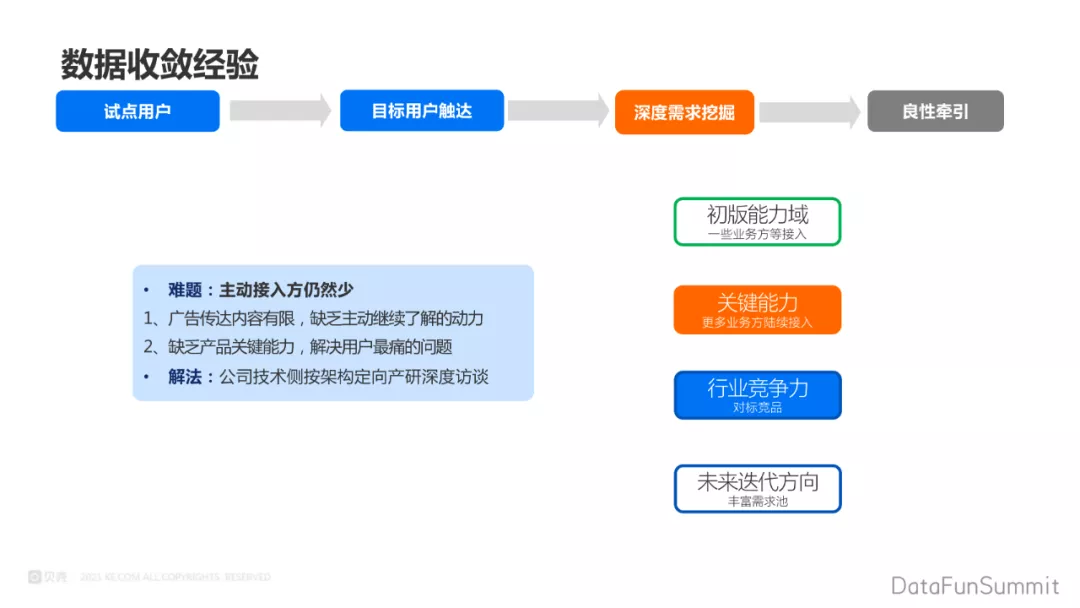 数据收敛经验
试点用户
目标用户触达
深度需求挖掘
良性牵引
• 难题：主动接入方仍然少
1、广告传达内容有限，缺乏主动继续了解的动力
2、缺乏产品关键能力，解决用户最痛的问题
• 解法：公司技术侧按架构定向产研深度访谈
初版能力域
一些业务方等接入
关键能力
更多业务方陆续接入
行业竞争力
对标竞品
未来迭代方向
丰富需求池
贝壳 2021 KE.COM ALL COPYRIGHTS RESERVED
DataFunSummit